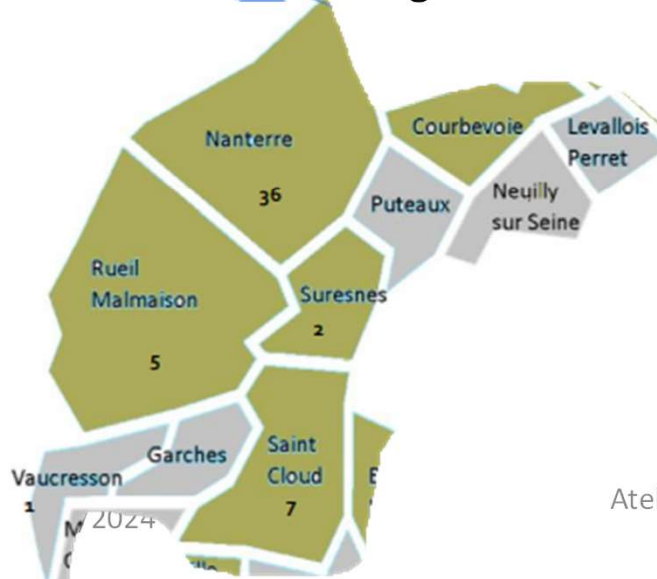 Nanterre
36
Courbevoie
Levallois
Perret
Puteaux
Neuilly
sur Seine
Rueil
Malmaison
5
Suresnes
2
Garches
Saint
Cloud
7
Vaucresson
1
2024